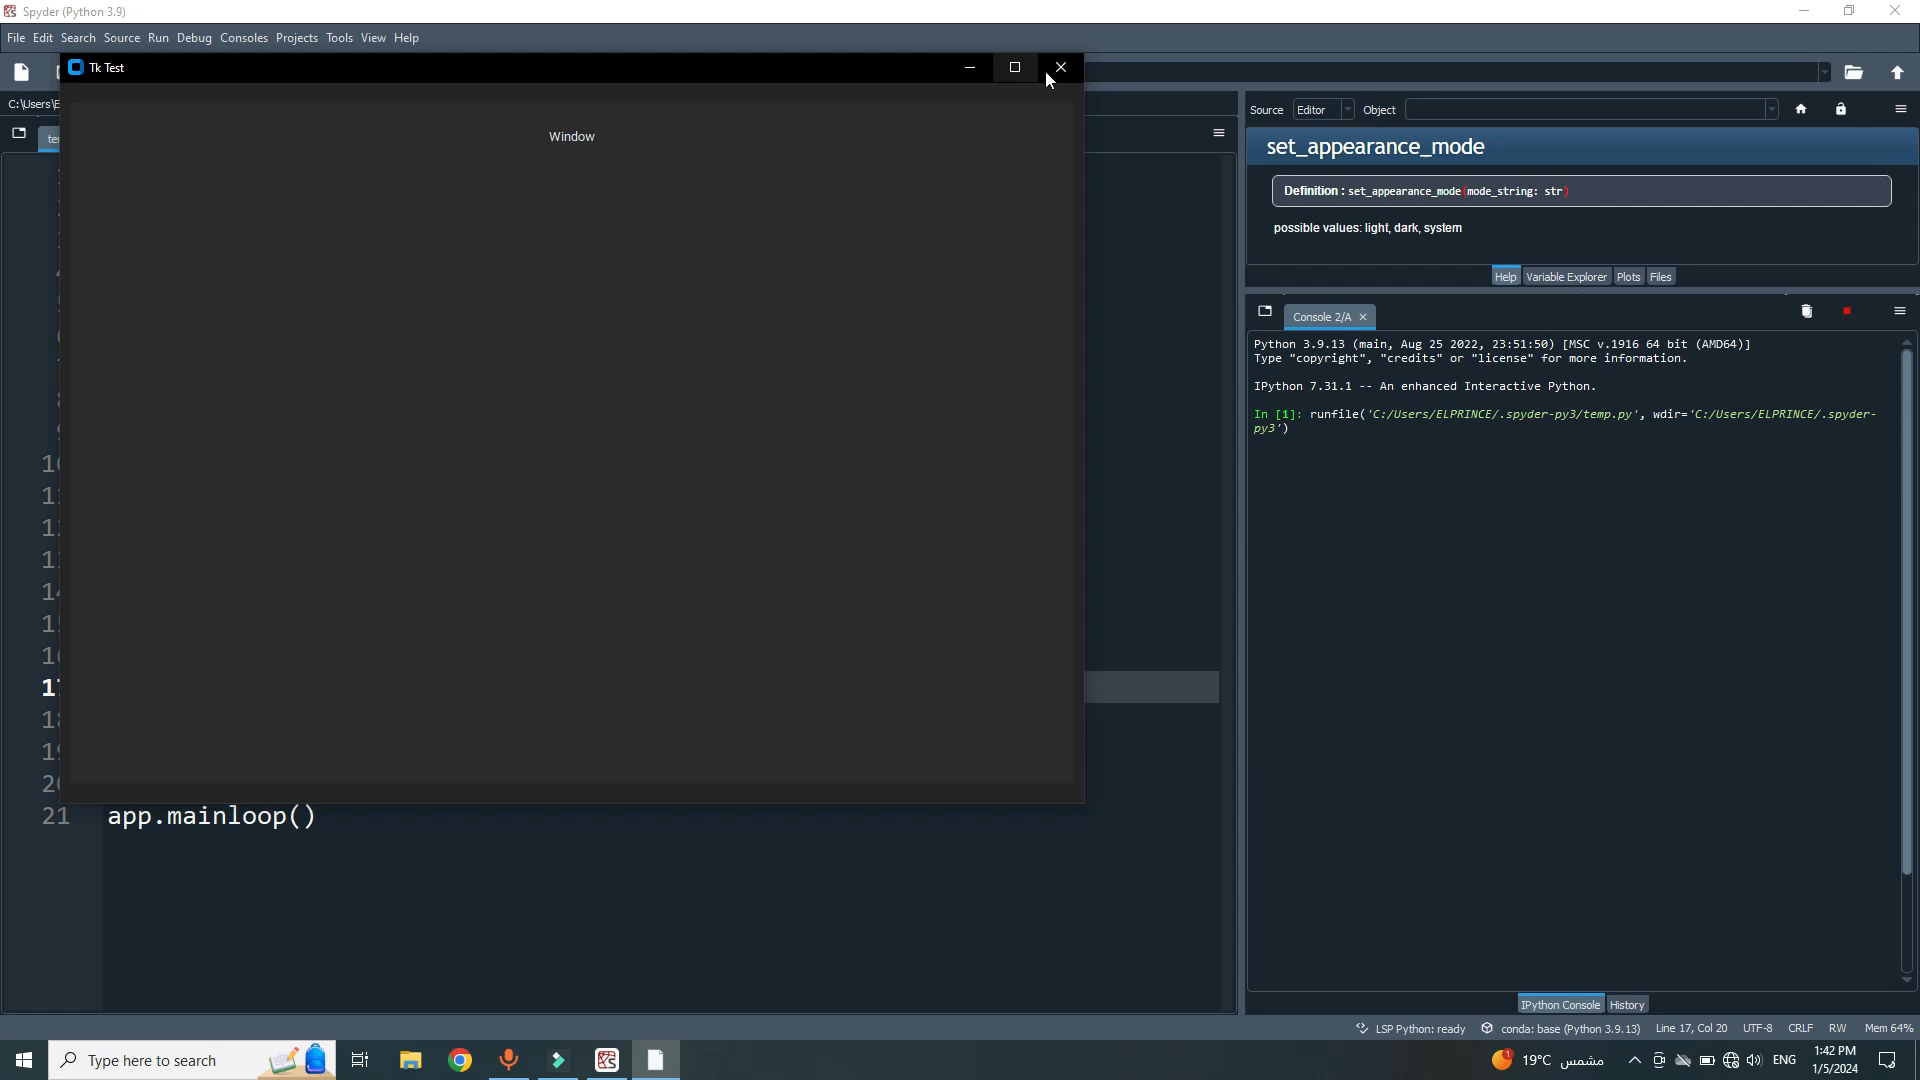 Spyder (Python 3.9)
File Edit Search Source Run Debug Consoles Projects Tools View Help
Tk Test
C:\Users\E
Window
Source Editor Object
set_appearance_mode
Definition : set_appearance_mode(mode_string: str)
possible values: light, dark, system
Help Variable Explorer Plots Files
Console 2/A
Python 3.9.13 (main, Aug 25 2022, 23:51:50) [MSC v.1916 64 bit (AMD64)]
Type "copyright", "credits" or "license" for more information.
IPython 7.31.1 -- An enhanced Interactive Python.
In [1]: runfile('C:/Users/ELPRINCE/.spyder-py3/temp.py', wdir='C:/Users/ELPRINCE/.spyder-
py3')
21 app.mainloop()
IPython Console History
LSP Python: ready conda: base (Python 3.9.13) Line 17, Col 20 UTF-8 CRLF RW Mem 64%
Type here to search
1 19°C مشمس ENG 1:42 PM
1/5/2024